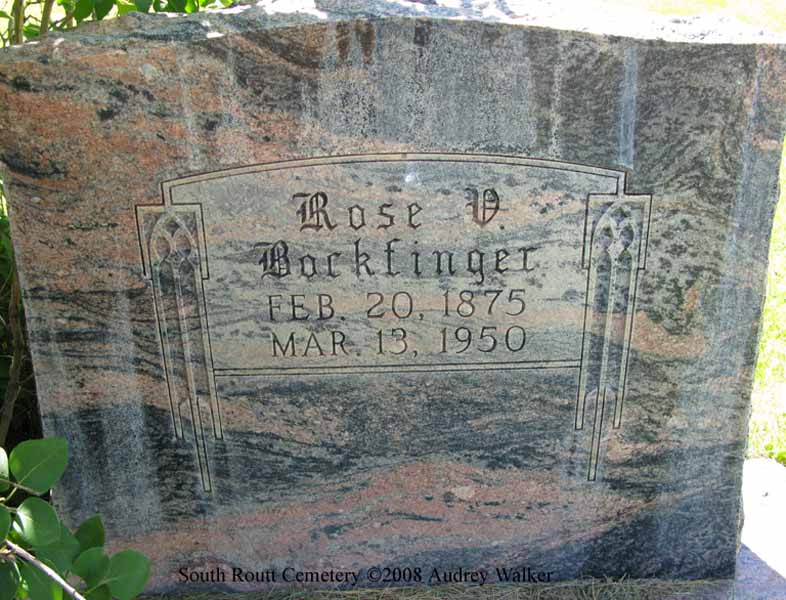 Rose V.
Bockfinger
FEB. 20, 1875
MAR. 13, 1950
South Routt Cemetery ©2008 Audrey Walker